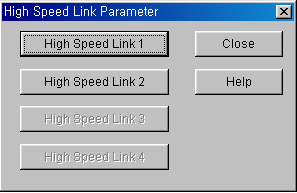 High Speed Link Parameter
High Speed Link 1
Close
High Speed Link 2
Help
High Speed Link 3
High Speed Link 4